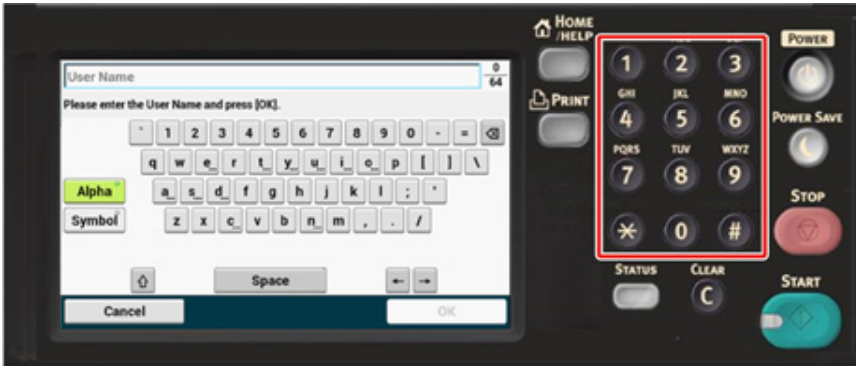 User Name
0
64
Please enter the User Name and press [OK].
` 1 2 3 4 5 6 7 8 9 0 - =
q w e r t y u i o p [ ] \
Alpha
a s d f g h j k l ; '
Symbol
z x c v b n m , . /
Space
← →
Cancel
OK
HOME
/HELP
PRINT
1 2 3
GHI JKL MNO
4 5 6
PQRS TUV WXYZ
7 8 9
* 0 #
STATUS
CLEAR
C
POWER
POWER SAVE
STOP
START